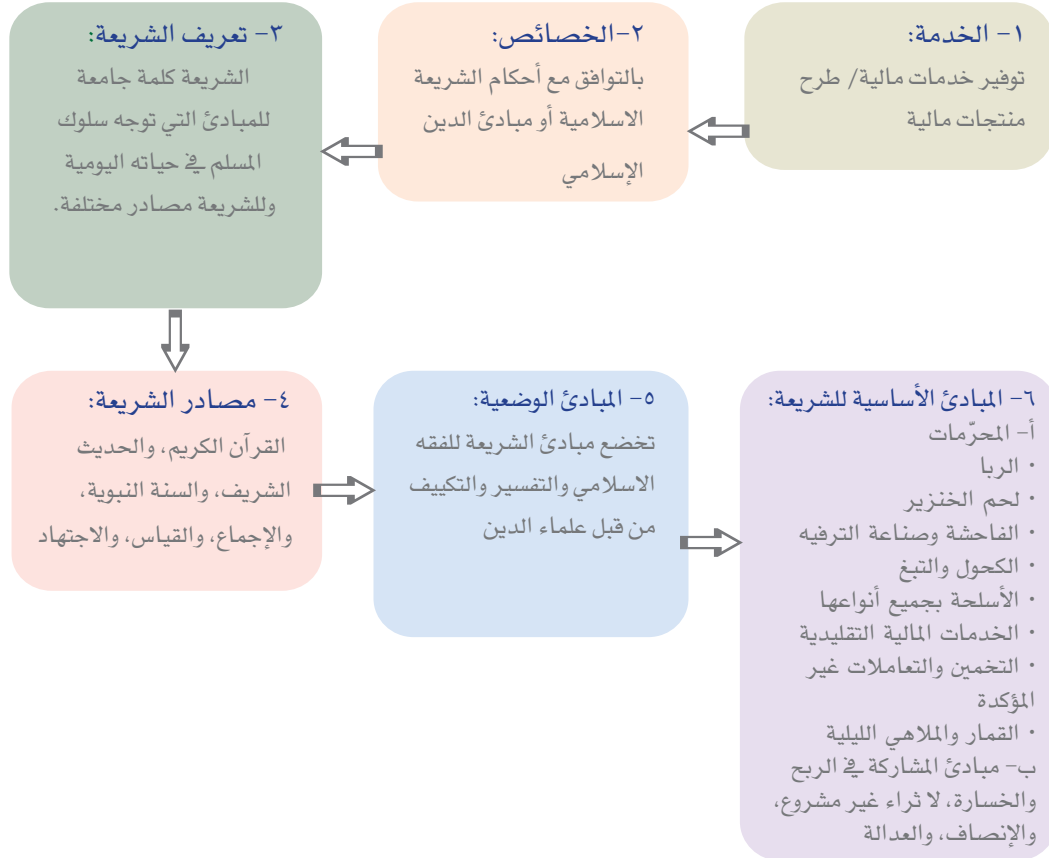 ١- الخدمة:
توفير خدمات مالية/ طرح
منتجات مالية
٢-الخصائص:
بالتوافق مع أحكام الشريعة
الاسلامية أو مبادئ الدين
الإسلامي
٣- تعريف الشريعة:
الشريعة كلمة جامعة
للمبادئ التي توجه سلوك
المسلم في حياته اليومية
وللشريعة مصادر مختلفة.
٤- مصادر الشريعة:
القرآن الكريم، والحديث
الشريف، والسنة النبوية،
والإجماع، والقياس، والاجتهاد
٥- المبادئ الوضعية:
تخضع مبادئ الشريعة للفقه
الاسلامي والتفسير والتكييف
من قبل علماء الدين
٦- المبادئ الأساسية للشريعة:
أ- المحرّمات
• الربا
• لحم الخنزير
• الفاحشة وصناعة الترفيه
• الكحول والتبغ
• الأسلحة بجميع أنواعها
• الخدمات المالية التقليدية
• التخمين والتعاملات غير
المؤكدة
• القمار والملاهي الليلية
ب- مبادئ المشاركة في الربح
والخسارة، لا ثراء غير مشروع،
والإنصاف، والعدالة